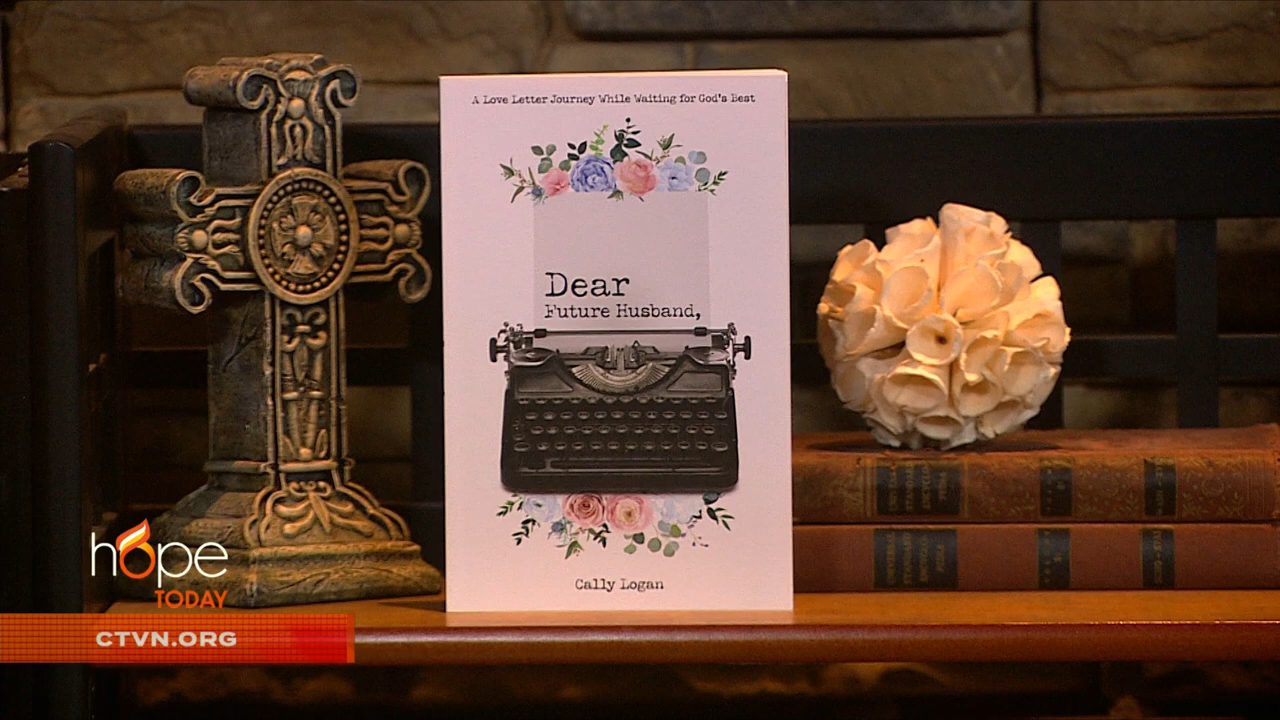 A Love Letter Journey While Waiting for God's Best
Dear
Future Husband,
Cally Logan
hope
TODAY
CTVN.ORG